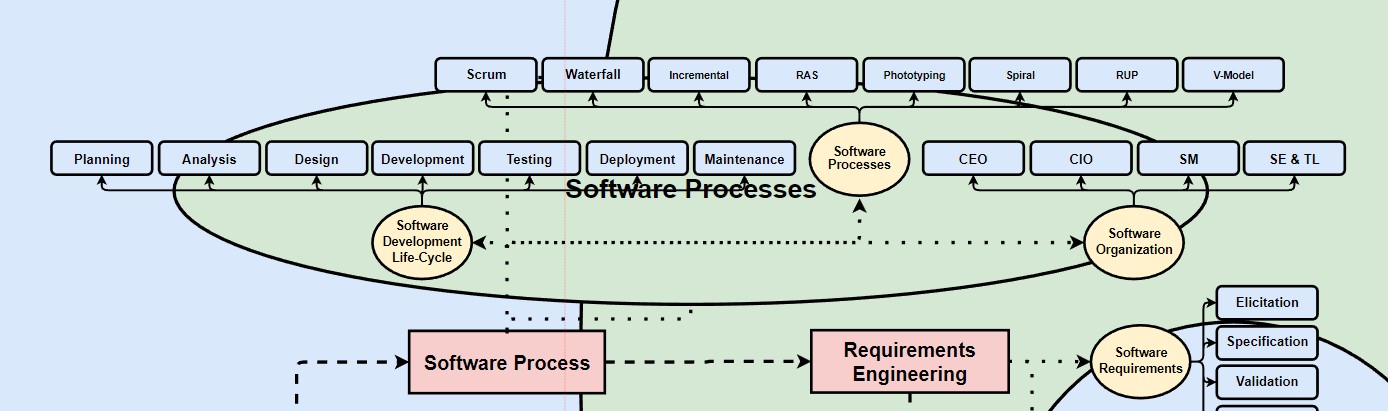 Scrum
Waterfall
Incremental
RAS
Phototyping
Spiral
RUP
V-Model
Planning
Analysis
Design
Development
Testing
Deployment
Maintenance
Software
Processes
CEO
CIO
SM
SE & TL
Software Processes
Software
Development
Life-Cycle
Software
Organization
Elicitation
Software Process
Requirements
Engineering
Software
Requirements
Specification
Validation